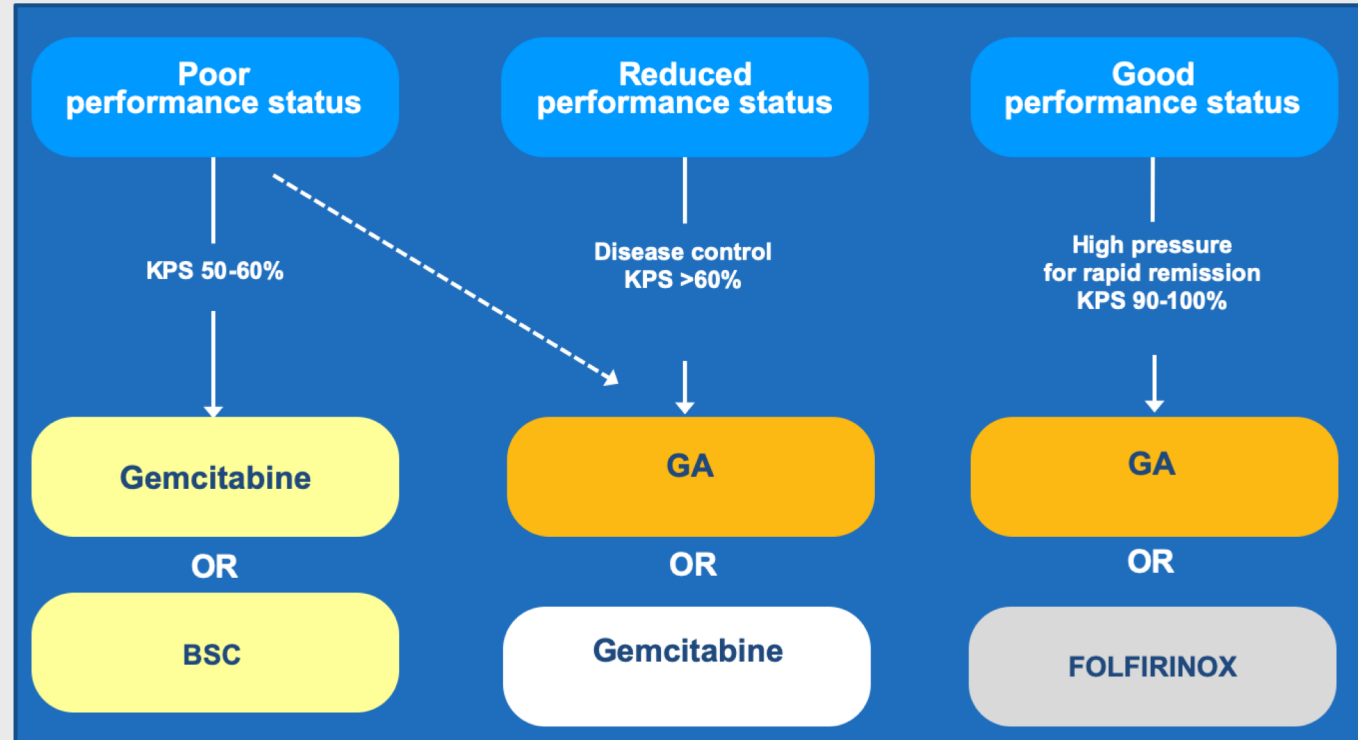 Poor
performance status
Reduced
performance status
Good
performance status
KPS 50-60%
Disease control
KPS >60%
High pressure
for rapid remission
KPS 90-100%
Gemcitabine
GA
GA
OR
OR
OR
BSC
Gemcitabine
FOLFIRINOX